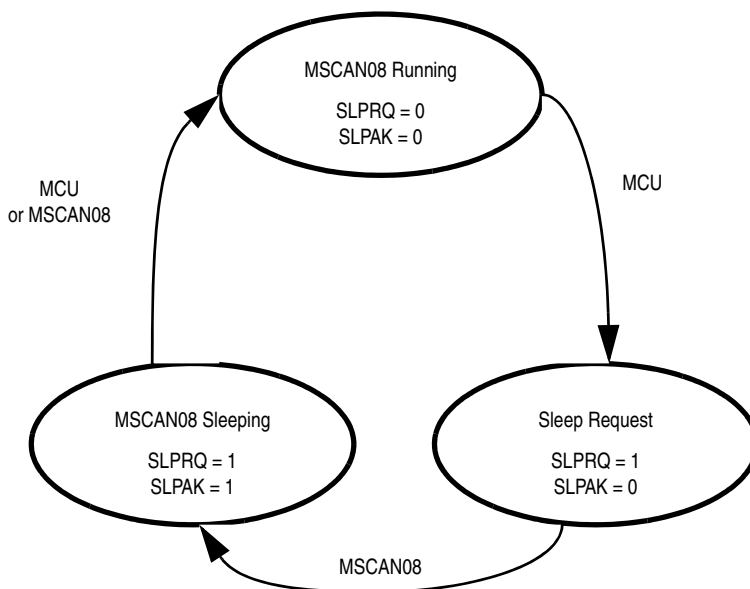 MSCAN08 Running
SLPRQ = 0
SLPAK = 0
MCU
or MSCAN08
MCU
MSCAN08 Sleeping
SLPRQ = 1
SLPAK = 1
Sleep Request
SLPRQ = 1
SLPAK = 0
MSCAN08